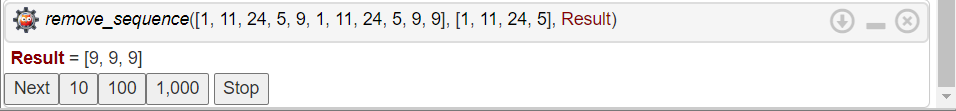 remove_sequence([1, 11, 24, 5, 9, 1, 11, 24, 5, 9, 9], [1, 11, 24, 5], Result)
Result = [9, 9, 9]
Next 10 100 1,000 Stop